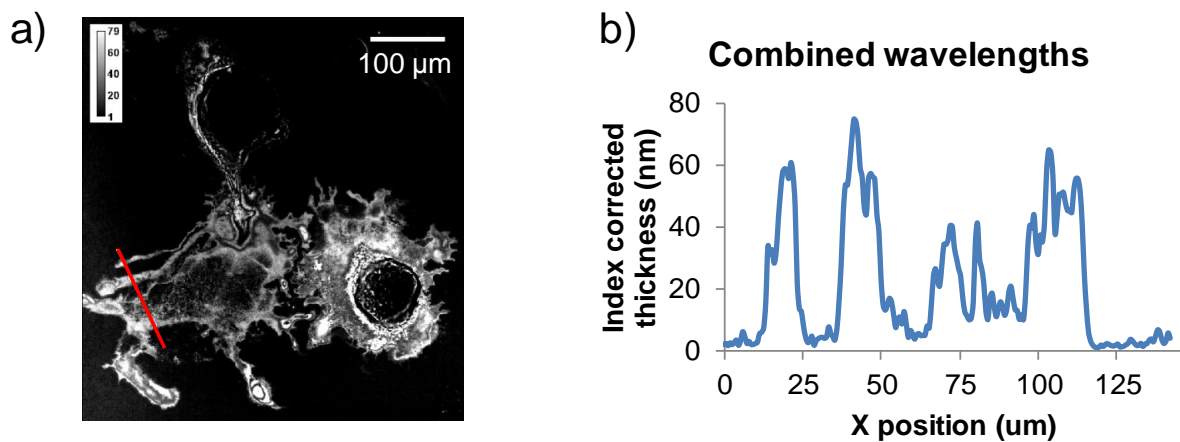 a)
79
60
40
20
1
100 µm
b)
Combined wavelengths
Index corrected
thickness (nm)
80
60
40
20
0
0 25 50 75 100 125
X position (um)